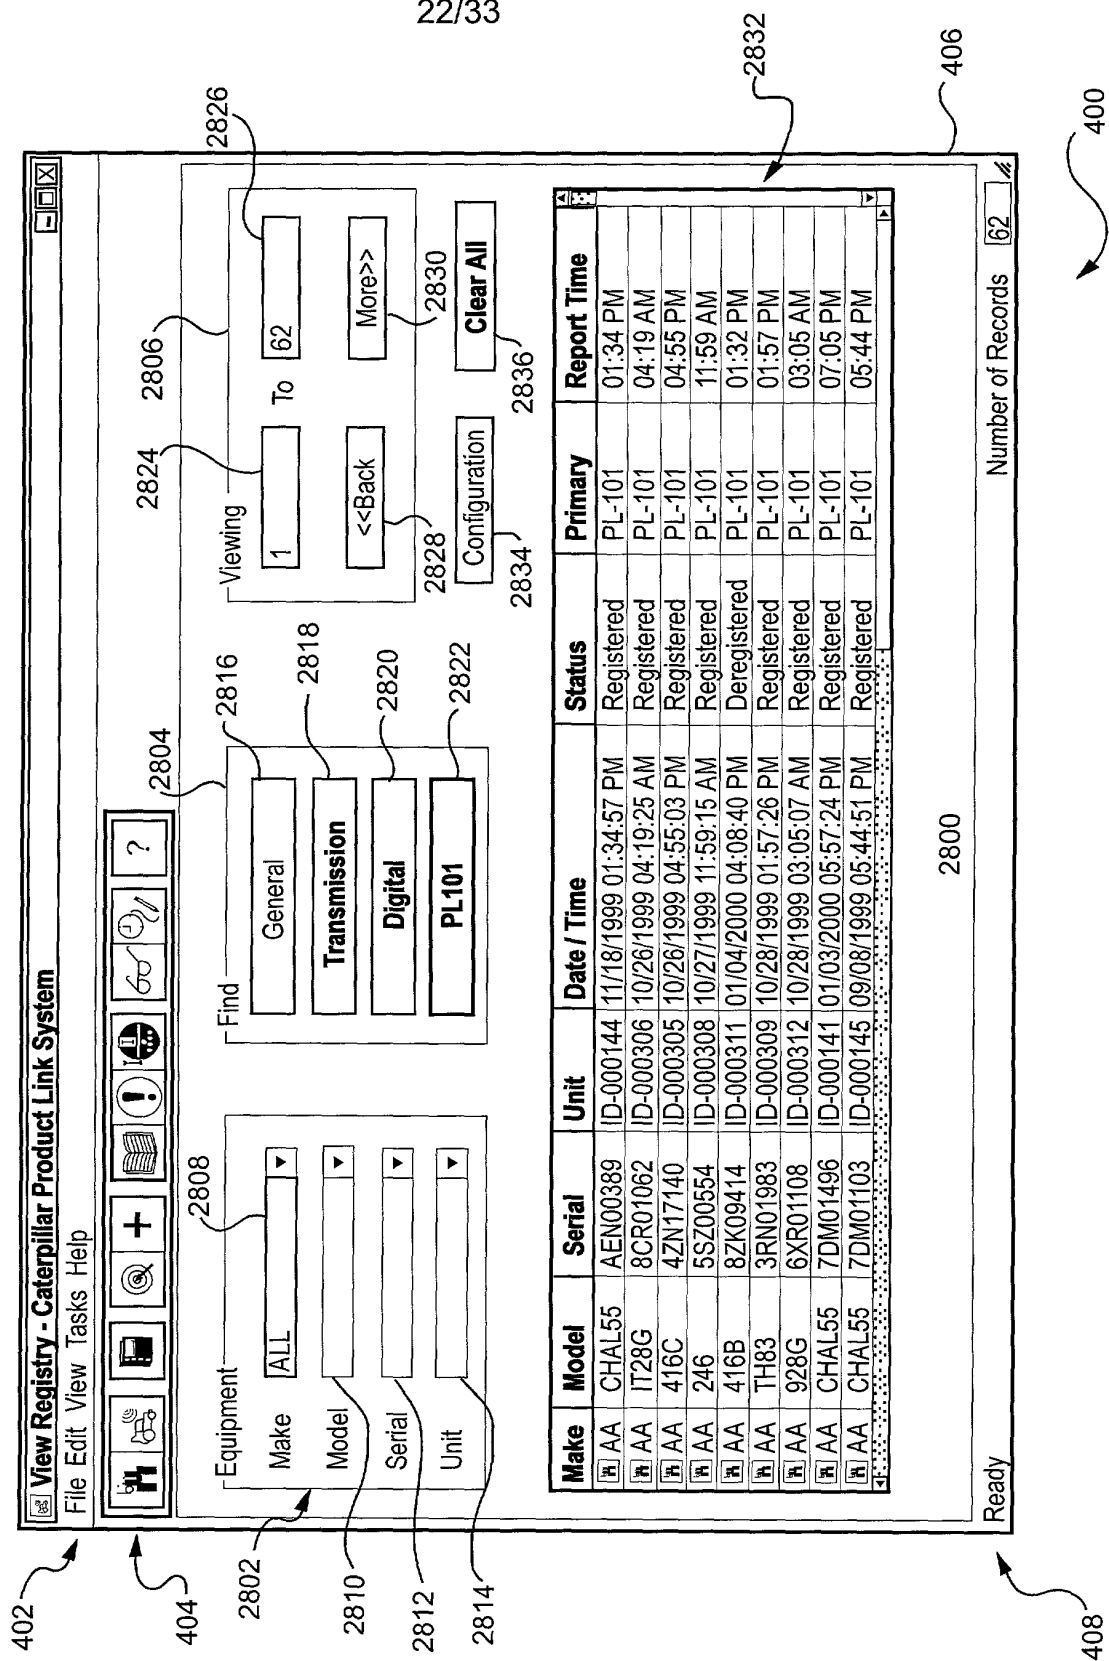 22/33
402
View Registry - Caterpillar Product Link System
File Edit View Tasks Help
404
?
2802
Equipment
Make ALL
2808
Model
2810
Serial
2812
Unit
2814
2804
Find
General
2816
Transmission
2818
Digital
2820
PL101
2822
2806
Viewing
2824
1 To 62
2826
<<Back More>>
2828
2830
Configuration Clear All
2834
2836
2832
Make Model Serial Unit Date / Time Status Primary Report Time
AA CHAL55 AEN00389 ID-000144 11/18/1999 01:34:57 PM Registered PL-101 01:34 PM
AA IT28G 8CR01062 ID-000306 10/26/1999 04:19:25 AM Registered PL-101 04:19 AM
AA 416C 4ZN17140 ID-000305 10/26/1999 04:55:03 PM Registered PL-101 04:55 PM
AA 246 5SZ00554 ID-000308 10/27/1999 11:59:15 AM Registered PL-101 11:59 AM
AA 416B 8ZK09414 ID-000311 01/04/2000 04:08:40 PM Deregistered PL-101 01:32 PM
AA TH83 3RN01983 ID-000309 10/28/1999 01:57:26 PM Registered PL-101 01:57 PM
AA 928G 6XR01108 ID-000312 10/28/1999 03:05:07 AM Registered PL-101 03:05 AM
AA CHAL55 7DM01496 ID-000141 01/03/2000 05:57:24 PM Registered PL-101 07:05 PM
AA CHAL55 7DM01103 ID-000145 09/08/1999 05:44:51 PM Registered PL-101 05:44 PM
2800
406
Ready Number of Records 62
408
400